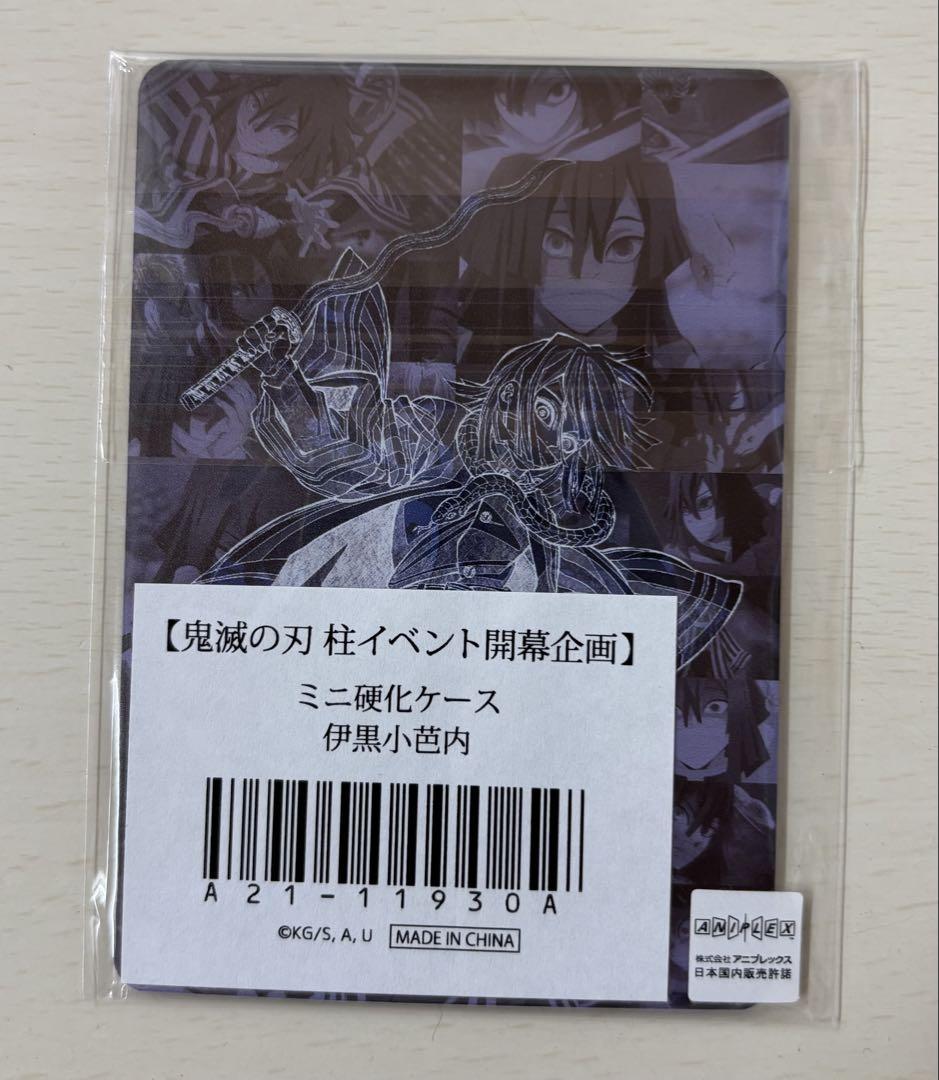 【鬼滅の刃 柱イベント開幕企画】
ミニ硬化ケース
伊黒小芭内
A21-11930A
©KG/S, A, U MADE IN CHINA
ANIPLEX
株式会社アニプレックス
日本国内販売許諾